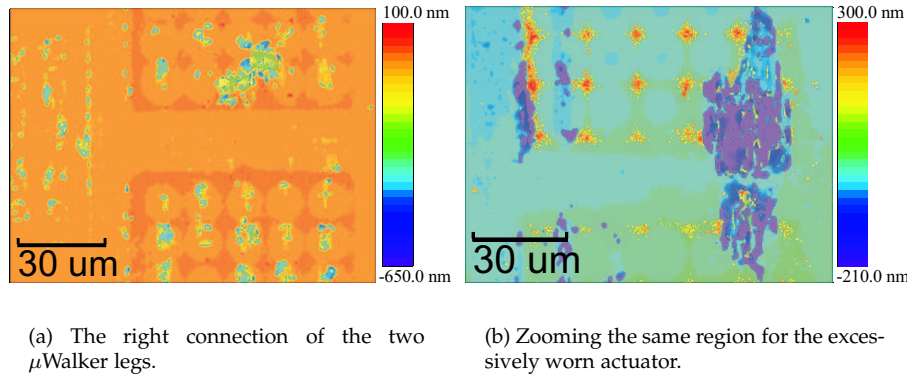 100.0 nm
-650.0 nm
30 um
300.0 nm
-210.0 nm
30 um
(a) The right connection of the two
μWalker legs.
(b) Zooming the same region for the exces-
sively worn actuator.